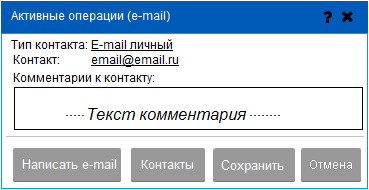 Активные операции (e-mail) ? ✖
Тип контакта: E-mail личный
Контакт: email@email.ru
Комментарии к контакту:
----- Текст комментария --------
Написать e-mail Контакты Сохранить Отмена